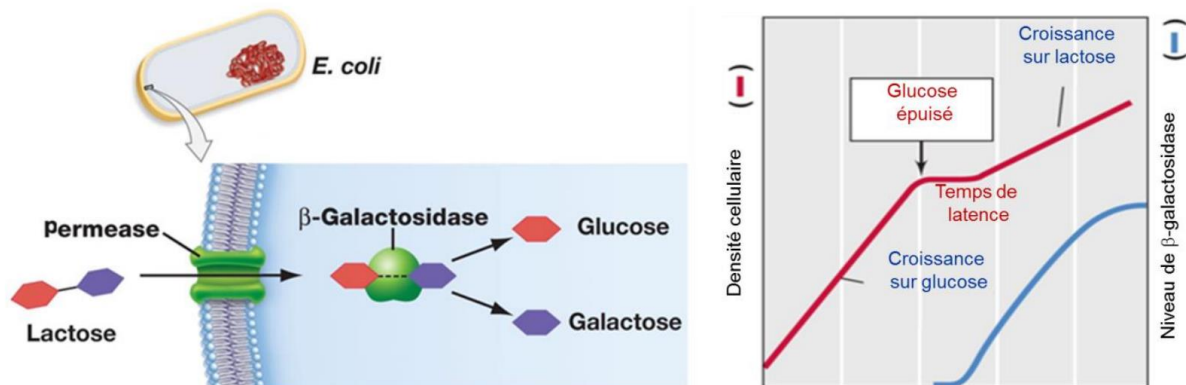 E. coli
Permease
β-Galactosidase
Glucose
Galactose
Lactose
Densité cellulaire
(–)
Croissance
sur lactose
Glucose
épuisé
Temps de
latence
Croissance
sur glucose
(–)
Niveau de β-galactosidase